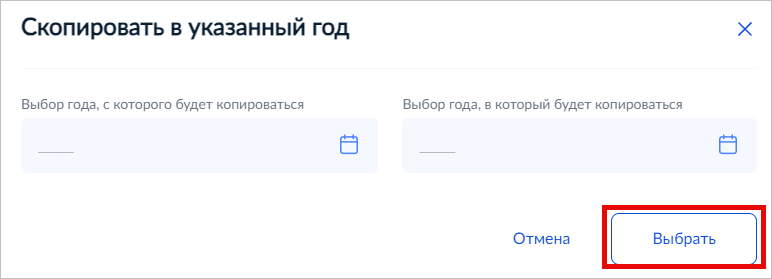 Скопировать в указанный год
Выбор года, с которого будет копироваться
Выбор года, в который будет копироваться
Отмена
Выбрать